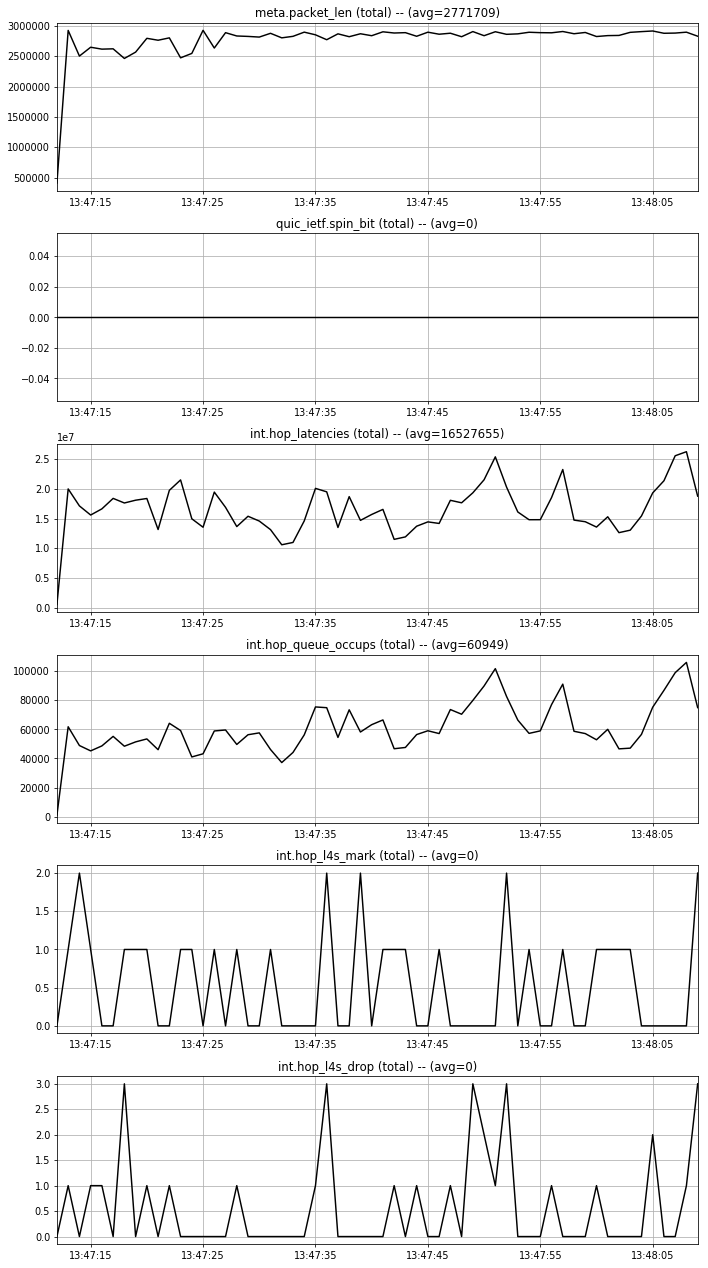 meta.packet_len (total) -- (avg=2771709)
3000000
2500000
2000000
1500000
1000000
500000
13:47:15 13:47:25 13:47:35 13:47:45 13:47:55 13:48:05
quic_ietf.spin_bit (total) -- (avg=0)
0.04
0.02
0.00
−0.02
−0.04
13:47:15 13:47:25 13:47:35 13:47:45 13:47:55 13:48:05
int.hop_latencies (total) -- (avg=16527655)
1e7
2.5
2.0
1.5
1.0
0.5
0.0
13:47:15 13:47:25 13:47:35 13:47:45 13:47:55 13:48:05
int.hop_queue_occups (total) -- (avg=60949)
100000
80000
60000
40000
20000
0
13:47:15 13:47:25 13:47:35 13:47:45 13:47:55 13:48:05
int.hop_l4s_mark (total) -- (avg=0)
2.0
1.5
1.0
0.5
0.0
13:47:15 13:47:25 13:47:35 13:47:45 13:47:55 13:48:05
int.hop_l4s_drop (total) -- (avg=0)
3.0
2.5
2.0
1.5
1.0
0.5
0.0
13:47:15 13:47:25 13:47:35 13:47:45 13:47:55 13:48:05